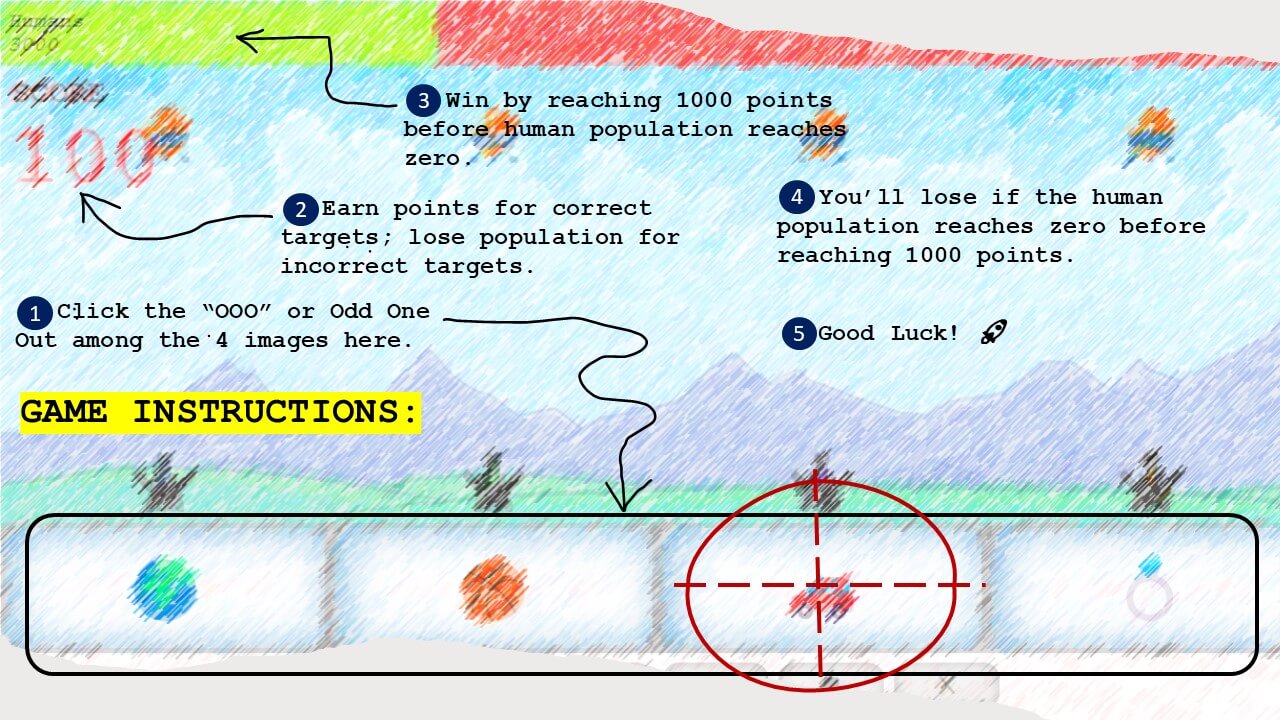 Humans
3000
SCORE
100
3 Win by reaching 1000 points
before human population reaches
zero.
2 Earn points for correct
targets; lose population for
incorrect targets.
4 You’ll lose if the human
population reaches zero before
reaching 1000 points.
1 Click the “OOO” or Odd One
Out among the 4 images here.
5 Good Luck! 🚀
GAME INSTRUCTIONS: